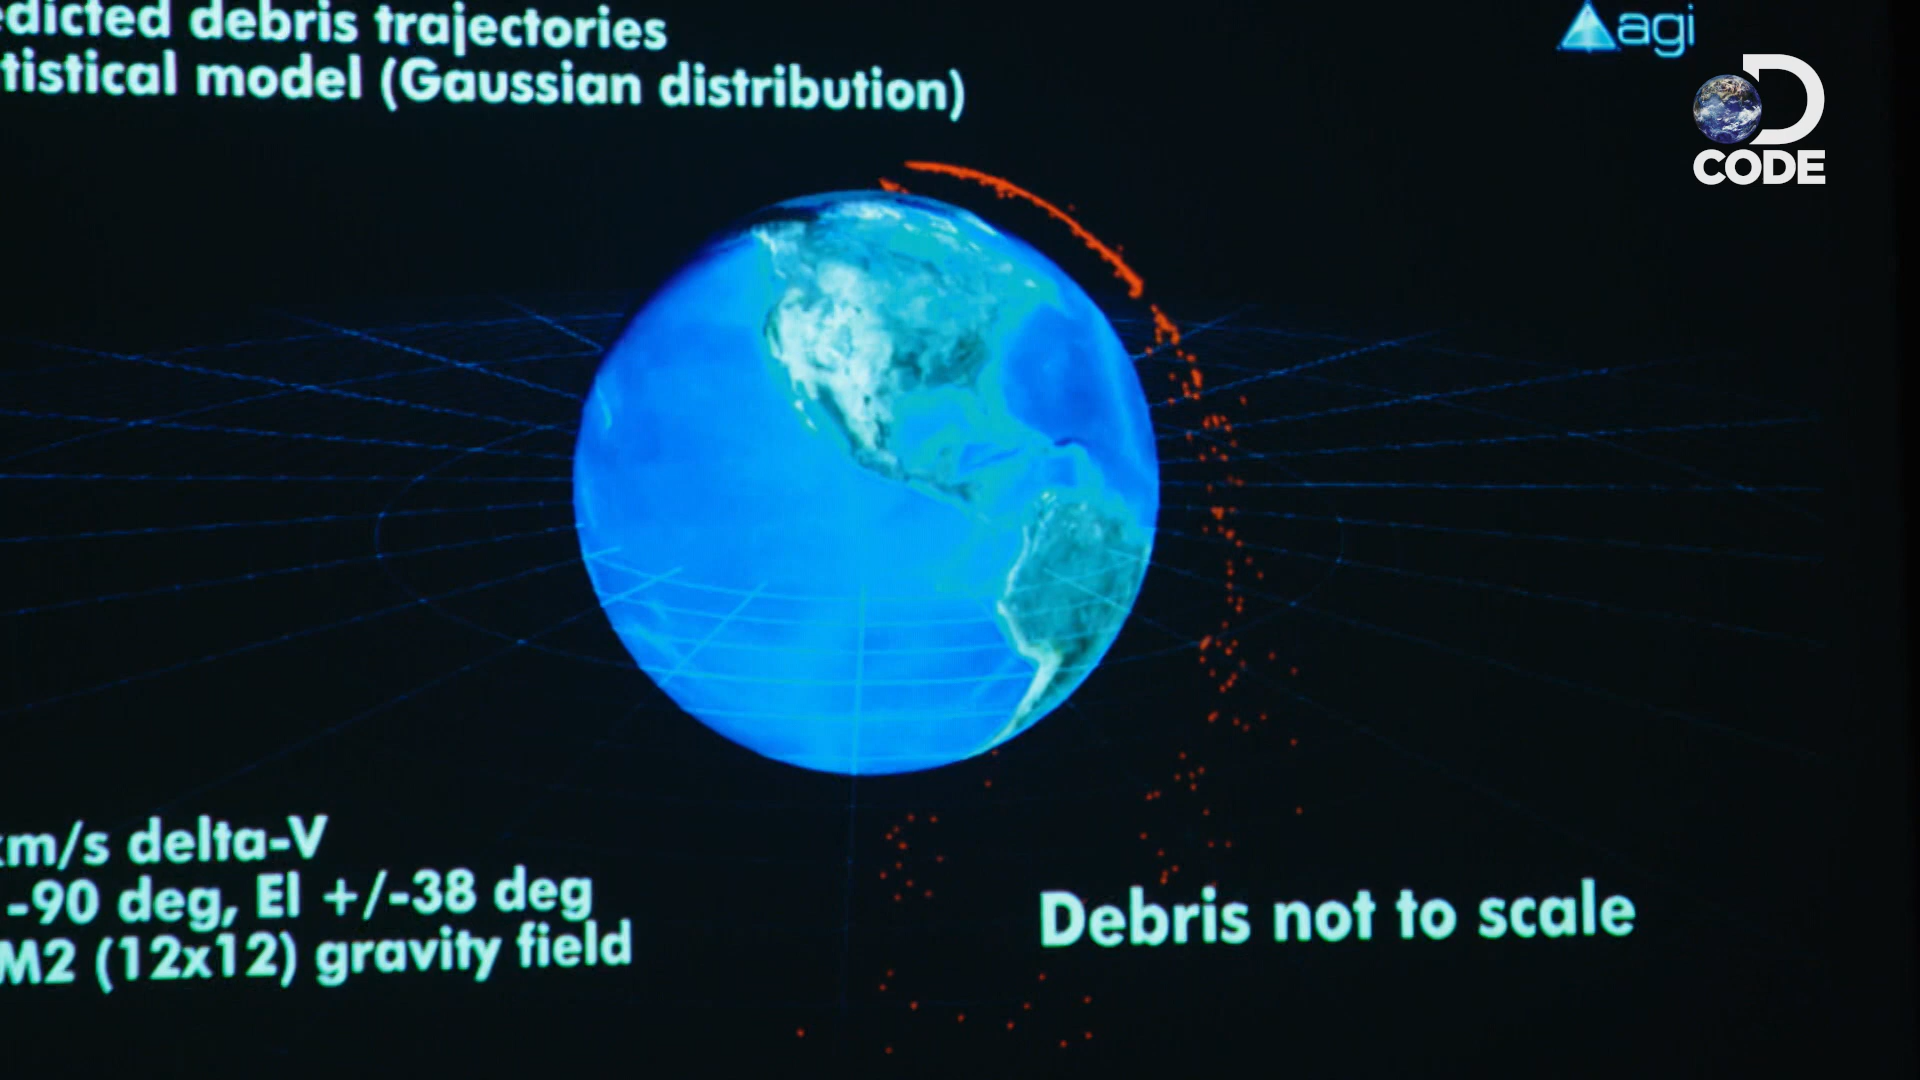 edicted debris trajectories
tistical model (Gaussian distribution)
agi
CODE
km/s delta-V
-90 deg, El +/-38 deg
M2 (12x12) gravity field
Debris not to scale